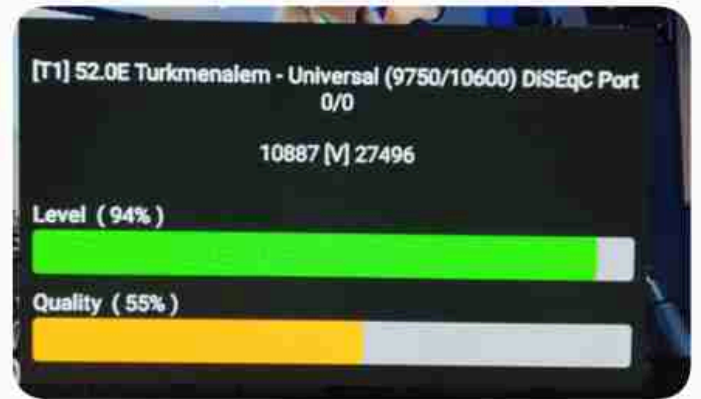 [T1] 52.0E Turkmenalem - Universal (9750/10600) DiSEqC Port
0/0
10887 [V] 27496
Level ( 94% )
Quality ( 55% )